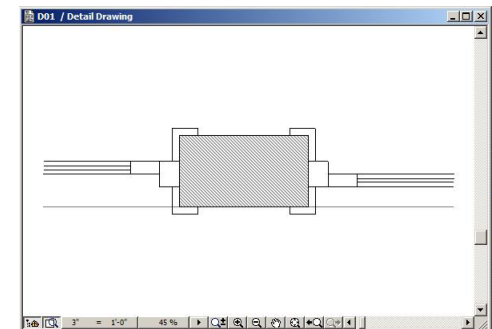 D01 / Detail Drawing
3" = 1'-0" 45 %